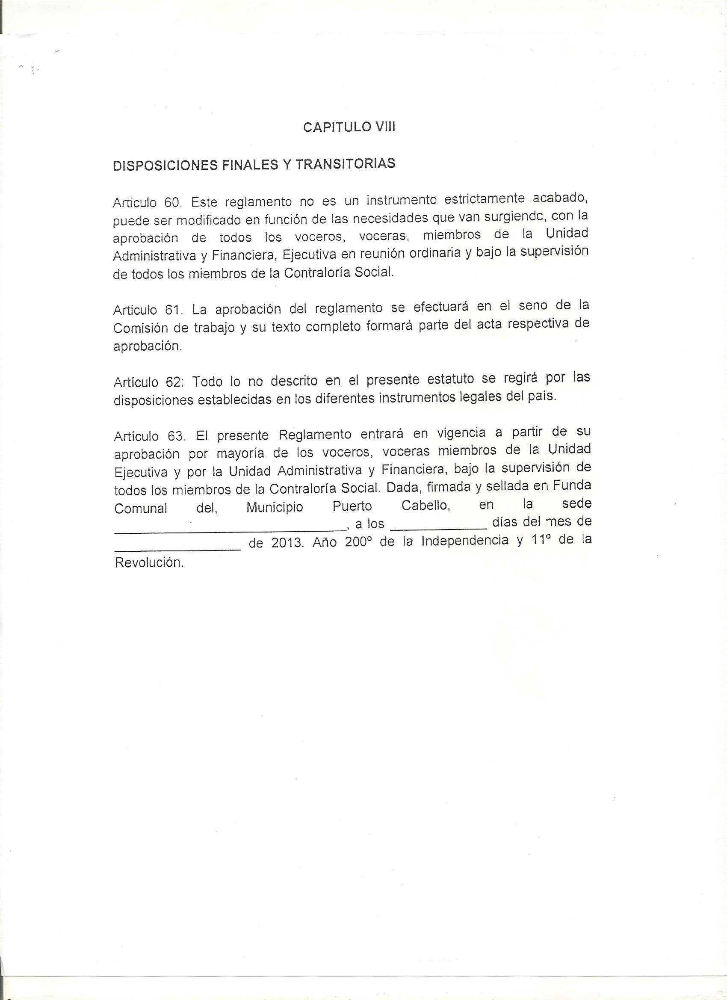 CAPITULO VIII
DISPOSICIONES FINALES Y TRANSITORIAS
Articulo 60. Este reglamento no es un instrumento estrictamente acabado,
puede ser modificado en función de las necesidades que van surgiendo, con la
aprobación de todos los voceros, voceras, miembros de la Unidad
Administrativa y Financiera, Ejecutiva en reunión ordinaria y bajo la supervisión
de todos los miembros de la Contraloría Social.
Articulo 61. La aprobación del reglamento se efectuará en el seno de la
Comisión de trabajo y su texto completo formará parte del acta respectiva de
aprobación.
Artículo 62: Todo lo no descrito en el presente estatuto se regirá por las
disposiciones establecidas en los diferentes instrumentos legales del país.
Artículo 63. El presente Reglamento entrará en vigencia a partir de su
aprobación por mayoría de los voceros, voceras miembros de la Unidad
Ejecutiva y por la Unidad Administrativa y Financiera, bajo la supervisión de
todos los miembros de la Contraloría Social. Dada, firmada y sellada en Funda
Comunal del, Municipio Puerto Cabello, en la sede
____________________, a los __________ días del mes de
____________ de 2013. Año 200º de la Independencia y 11º de la
Revolución.